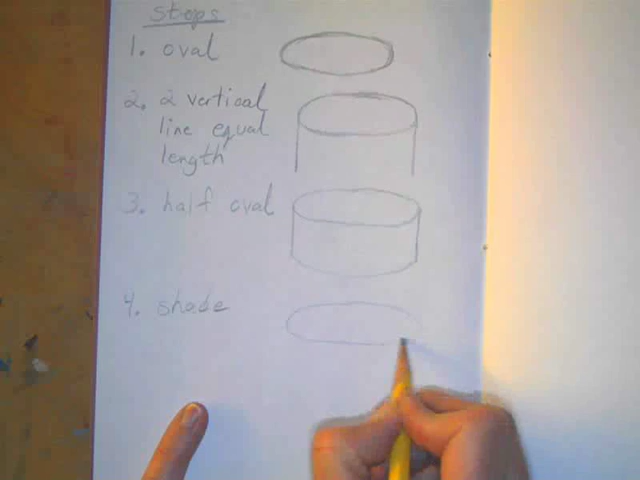 Steps
1. oval
2. 2 vertical
line equal
length
3. half oval
4. shade